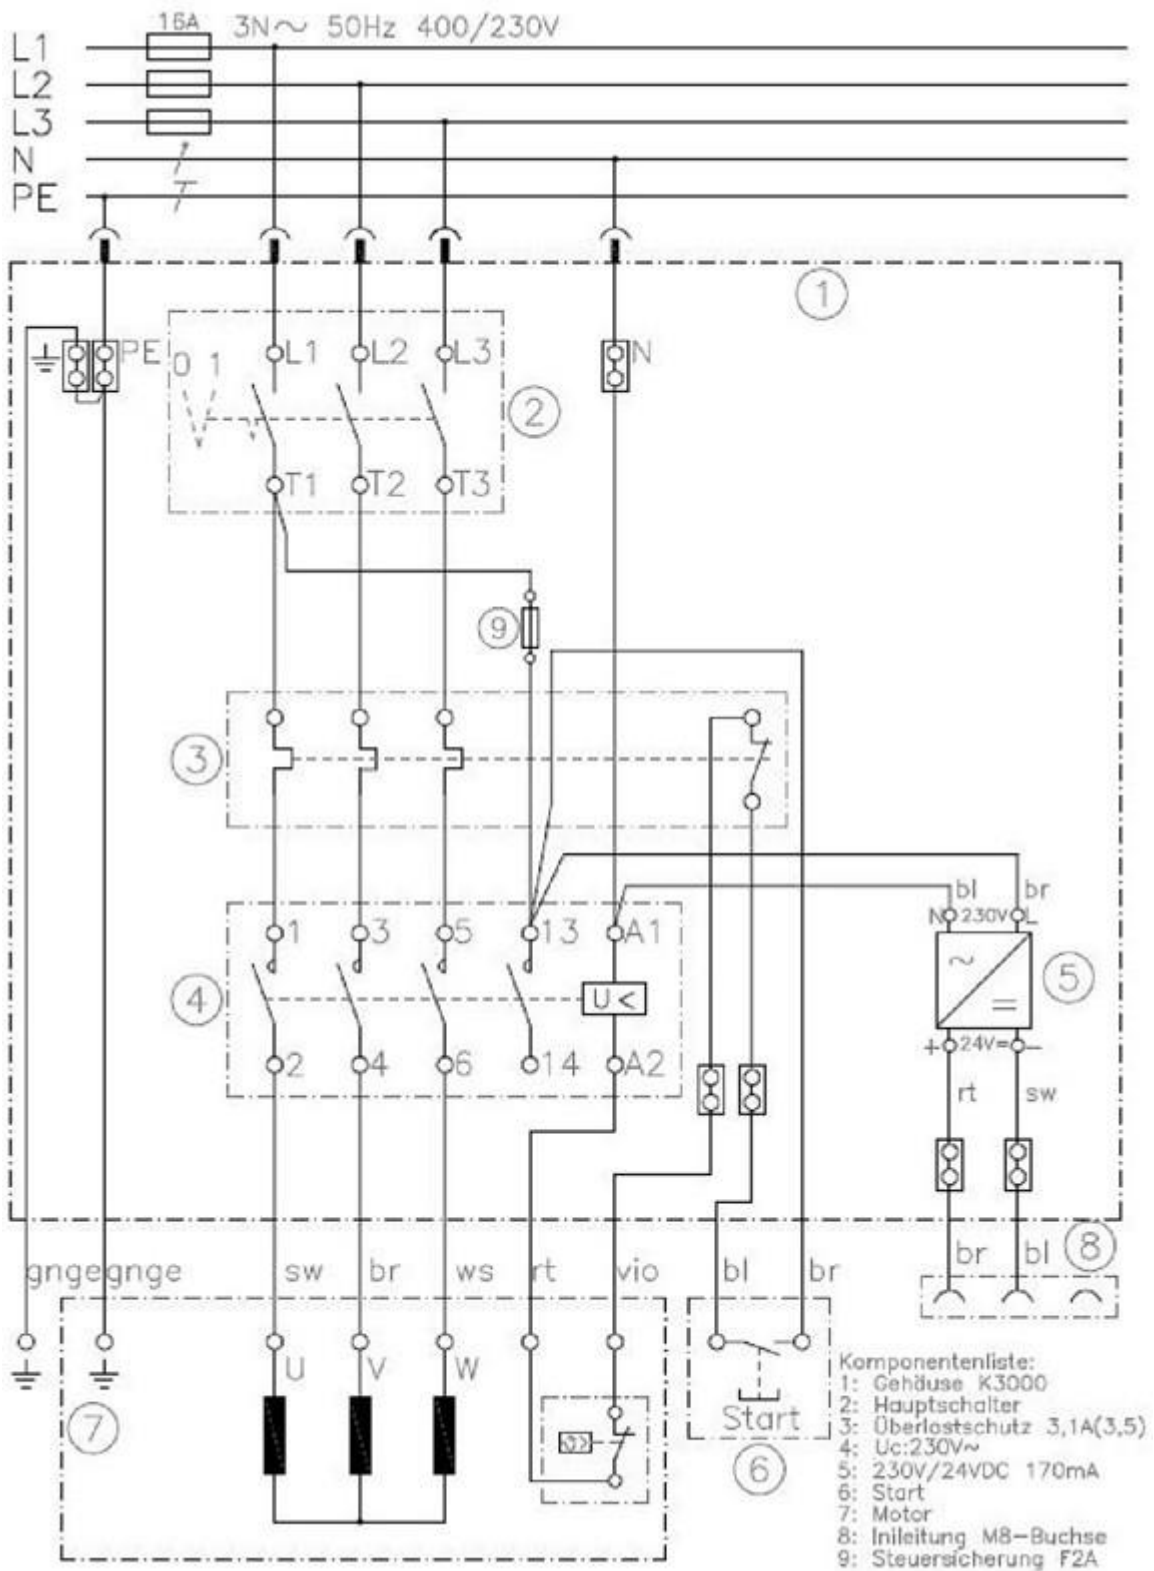 16A 3N~ 50Hz 400/230V
L1
L2
L3
N
PE
1
PE 0 1 L1 L2 L3 N
2
T1 T2 T3
9
3
bl br
N 230V L
1 3 5 13 A1
~
4 U< = 5
+ 24V= -
2 4 6 14 A2
rt sw
br bl 8
gnge gnge sw br ws rt vio bl br
U V W
7
Start
6
Komponentenliste:
1: Gehäuse K3000
2: Hauptschalter
3: Überlostschutz 3,1A(3,5)
4: Uc:230V~
5: 230V/24VDC 170mA
6: Start
7: Motor
8: Inileitung M8-Buchse
9: Steuersicherung F2A